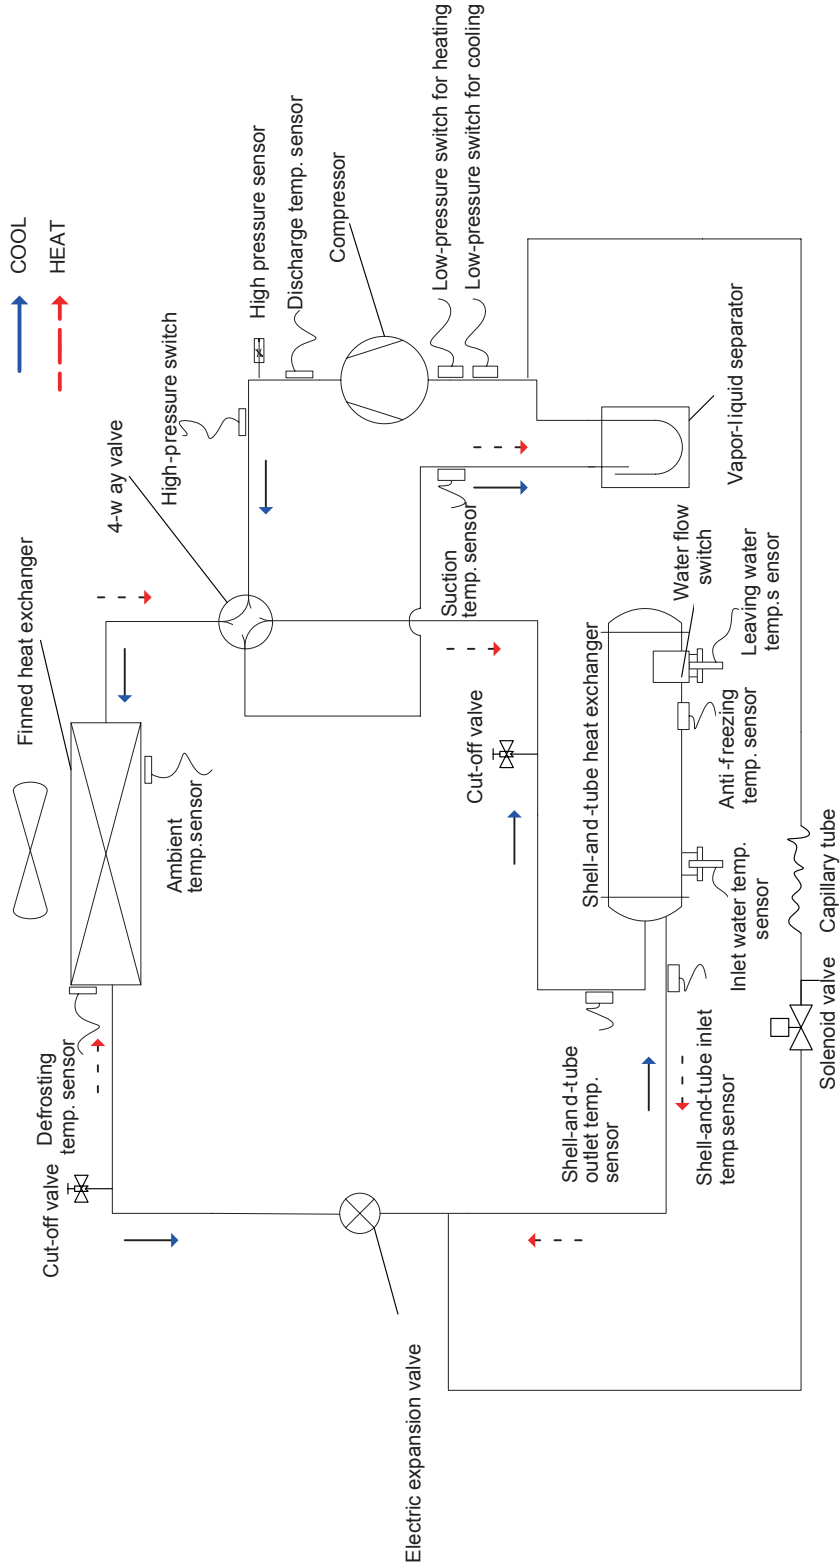 COOL
HEAT
Finned heat exchanger
4-w ay valve
High-pressure switch
High pressure sensor
Discharge temp. sensor
Compressor
Low-pressure switch for heating
Low-pressure switch for cooling
Defrosting
temp. sensor
Ambient
temp.sensor
Suction
temp. sensor
Vapor-liquid separator
Cut-off valve
Cut-off valve
Shell-and-tube heat exchanger
Water flow
switch
Leaving water
temp.s ensor
Anti-freezing
temp. sensor
Inlet water temp.
sensor
Shell-and-tube
outlet temp.
sensor
Shell-and-tube inlet
temp sensor
Electric expansion valve
Solenoid valve
Capillary tube